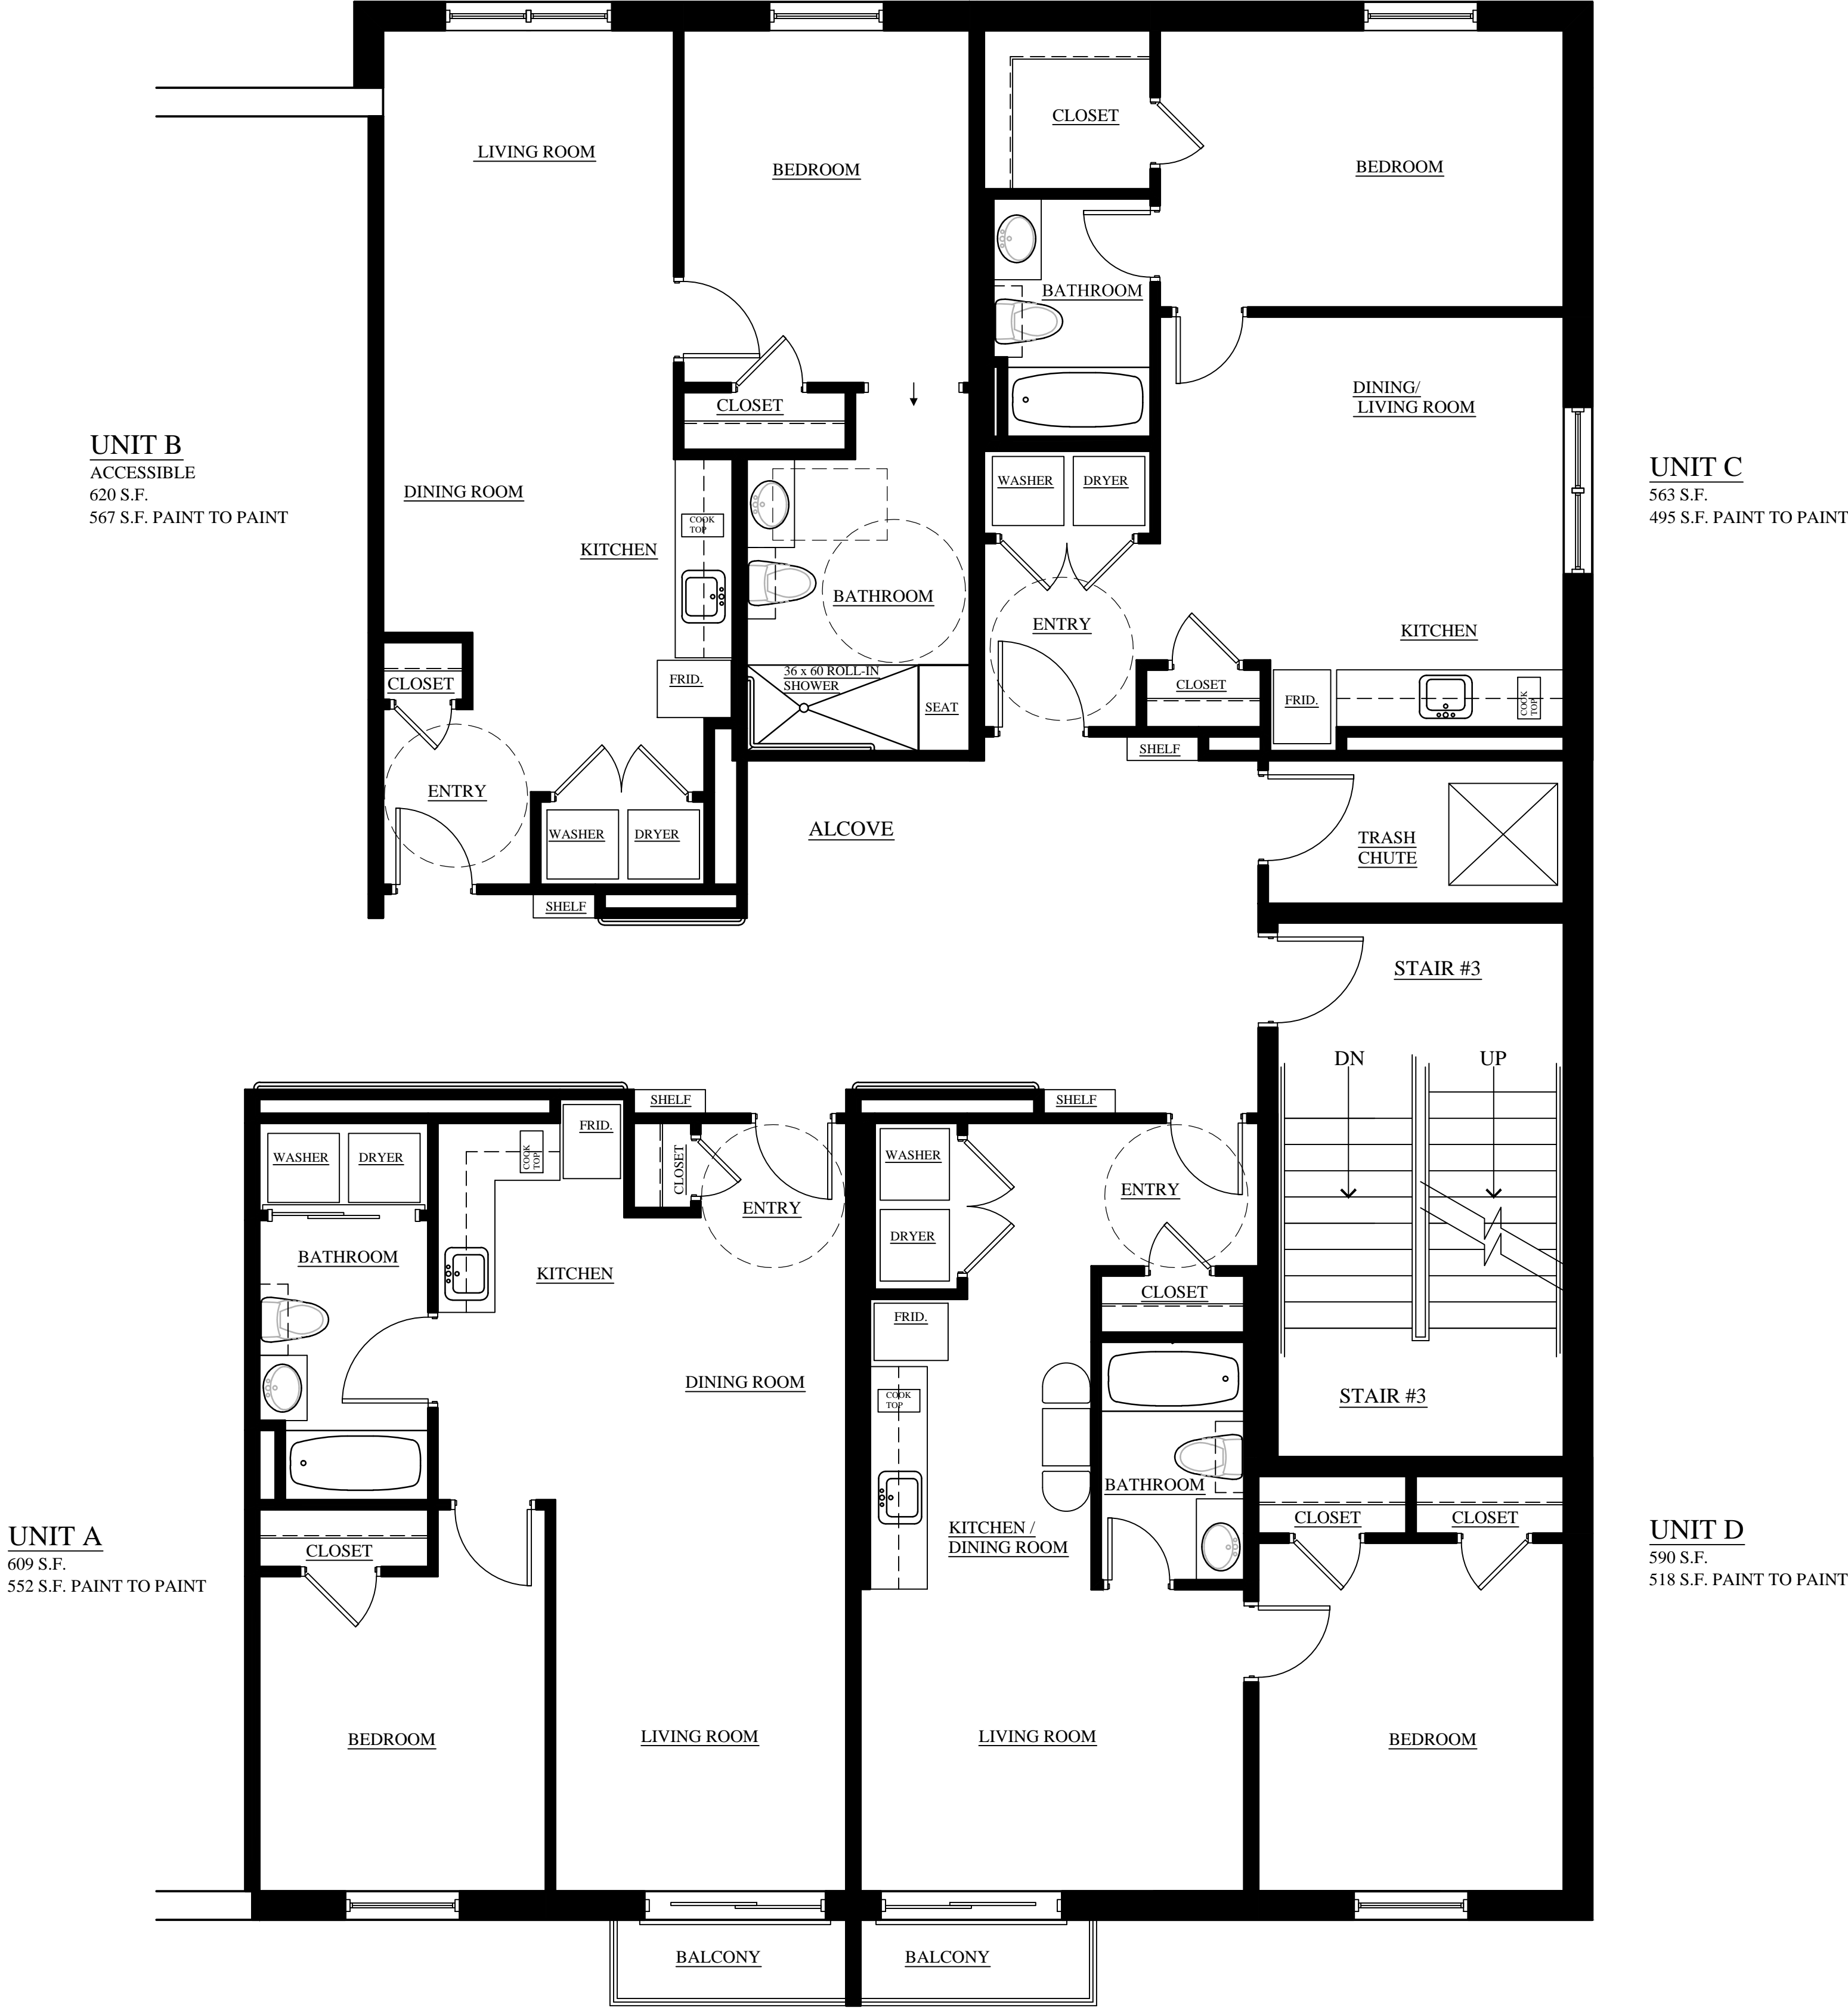 LIVING ROOM
BEDROOM
CLOSET
BEDROOM
BATHROOM
DINING/
LIVING ROOM
CLOSET
UNIT B
ACCESSIBLE
620 S.F.
567 S.F. PAINT TO PAINT
DINING ROOM
COOK
TOP
KITCHEN
BATHROOM
WASHER
DRYER
UNIT C
563 S.F.
495 S.F. PAINT TO PAINT
ENTRY
KITCHEN
CLOSET
FRID.
36 x 60 ROLL-IN
SHOWER
SEAT
CLOSET
FRID.
COOK
TOP
SHELF
ENTRY
WASHER
DRYER
ALCOVE
TRASH
CHUTE
SHELF
STAIR #3
DN
UP
SHELF
SHELF
FRID.
WASHER
DRYER
COOK
TOP
CLOSET
ENTRY
WASHER
DRYER
ENTRY
BATHROOM
KITCHEN
CLOSET
FRID.
DINING ROOM
COOK
TOP
STAIR #3
BATHROOM
KITCHEN /
DINING ROOM
CLOSET
CLOSET
UNIT A
609 S.F.
552 S.F. PAINT TO PAINT
CLOSET
UNIT D
590 S.F.
518 S.F. PAINT TO PAINT
BEDROOM
LIVING ROOM
LIVING ROOM
BEDROOM
BALCONY
BALCONY